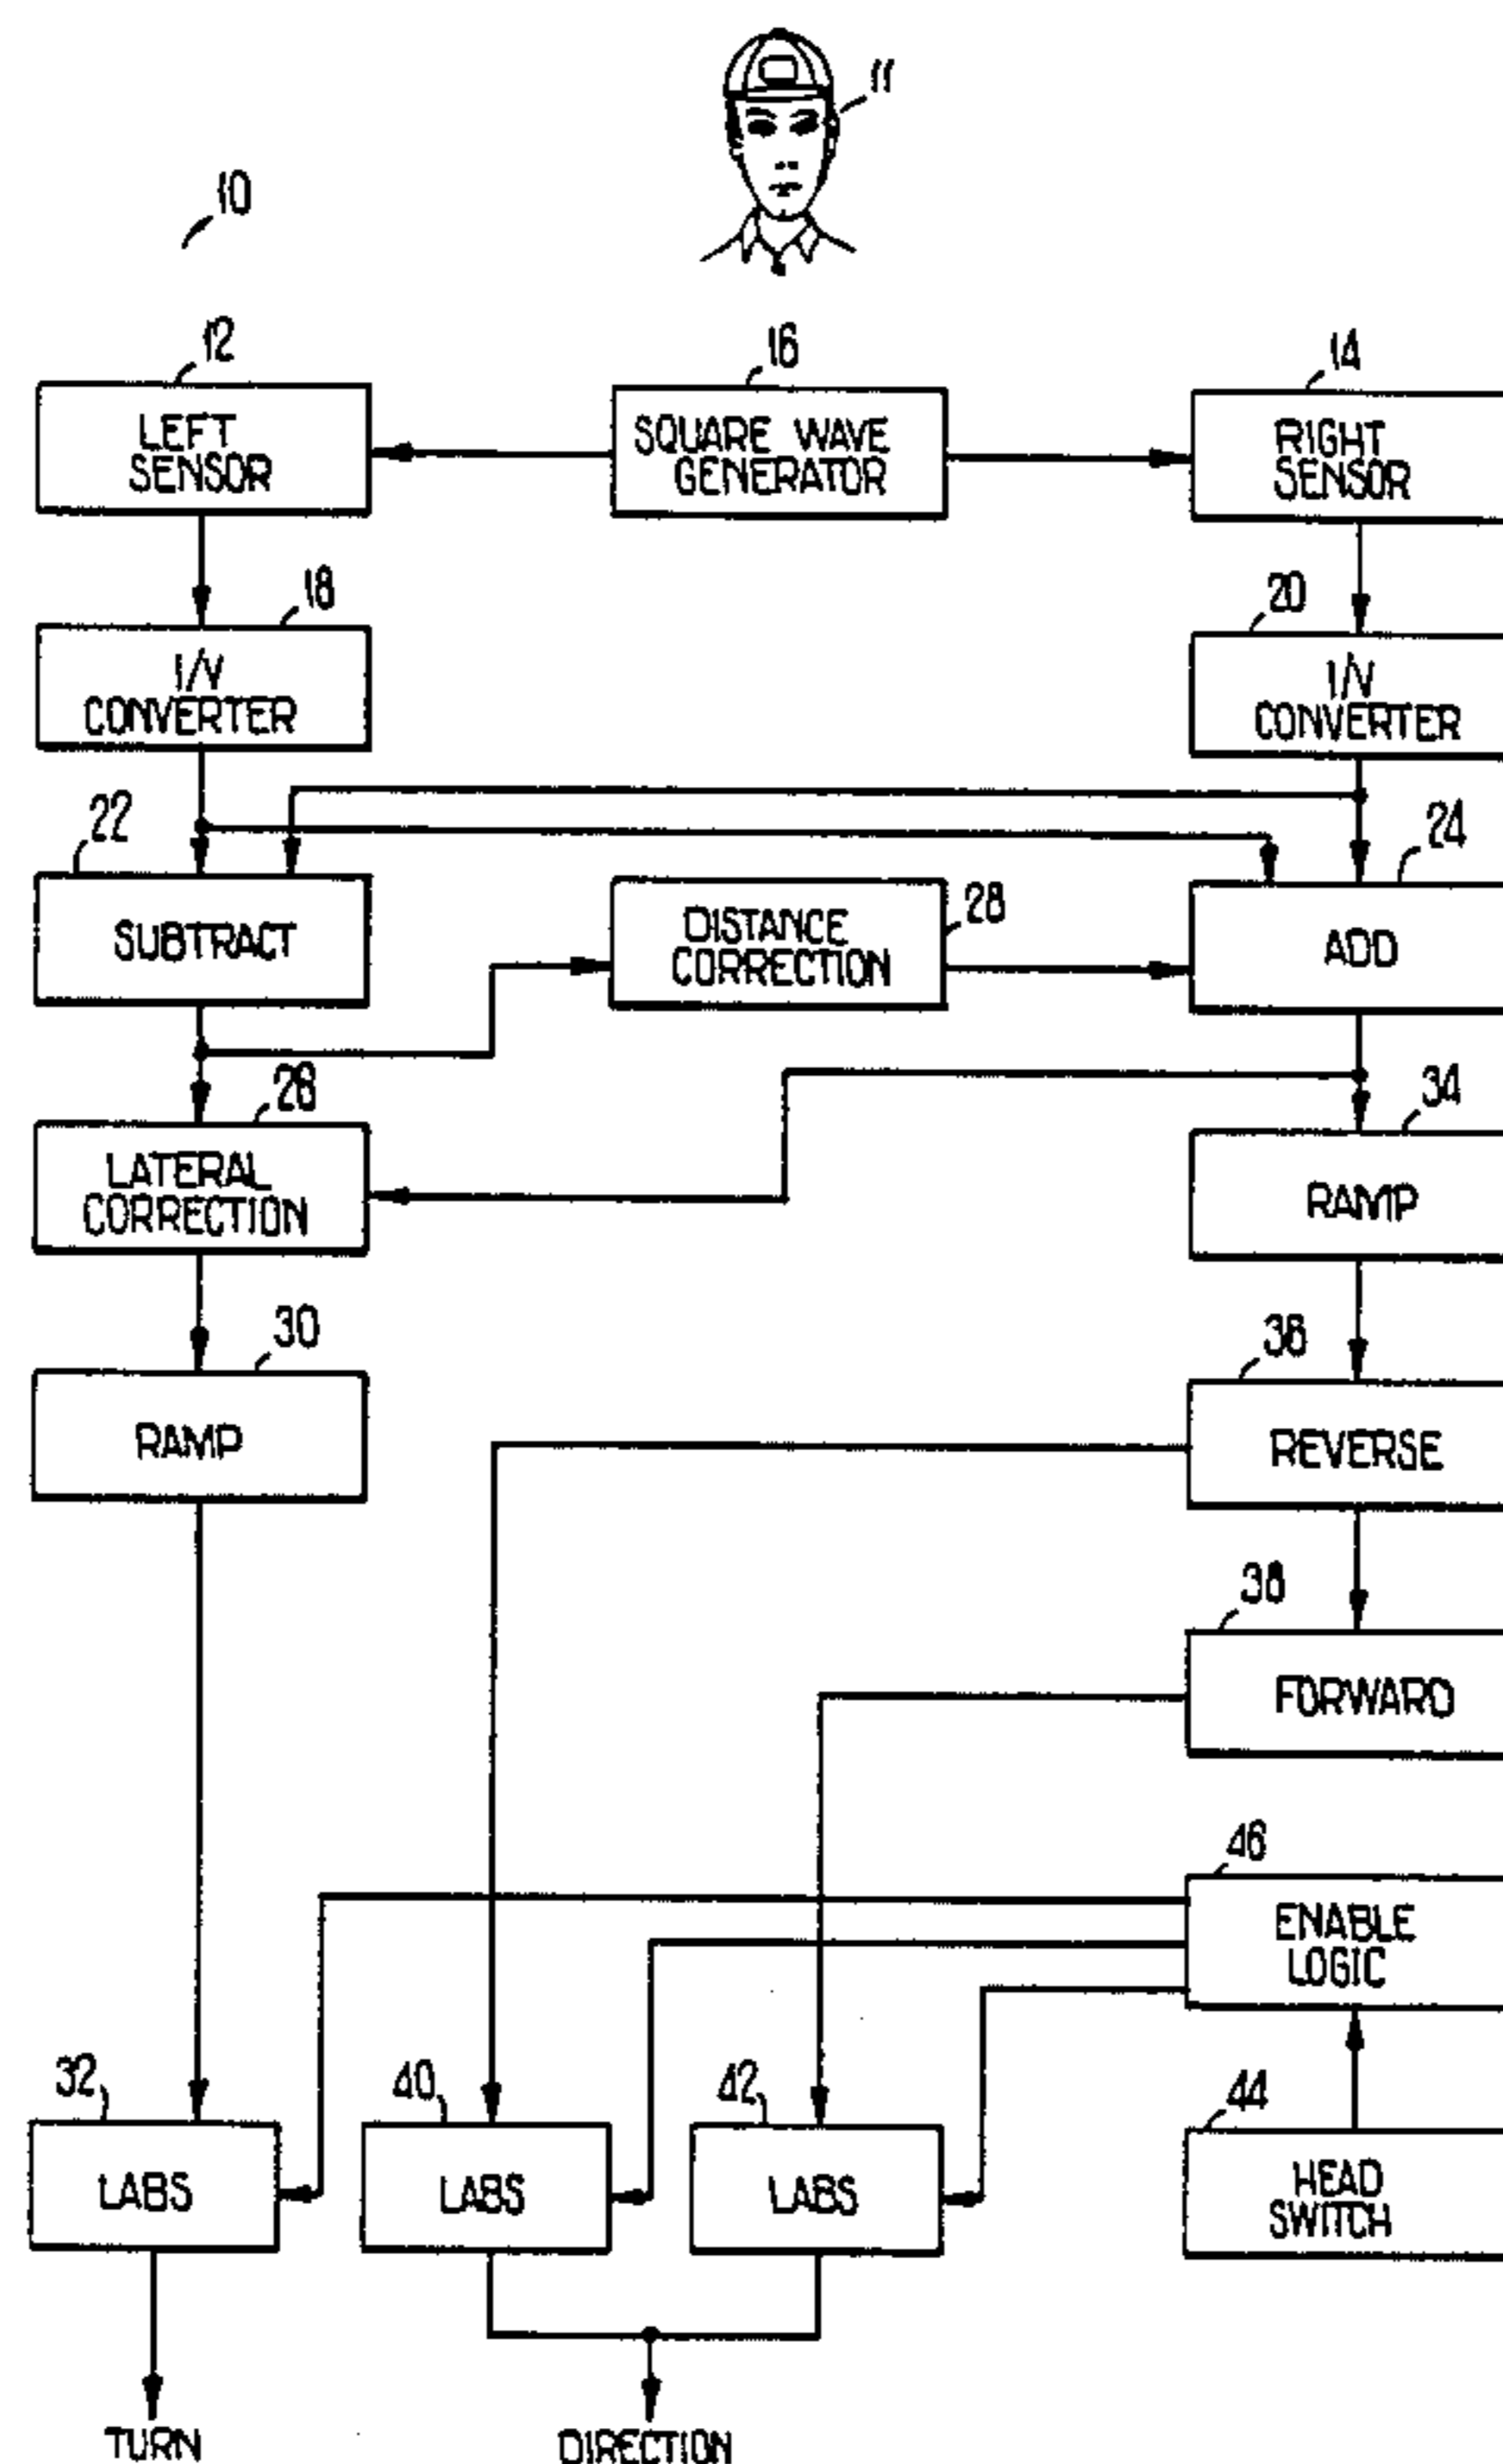 11
10
12
16
14
LEFT
SENSOR
SQUARE WAVE
GENERATOR
RIGHT
SENSOR
18
20
I/V
CONVERTER
I/V
CONVERTER
22
24
SUBTRACT
DISTANCE
CORRECTION
28
ADD
26
34
LATERAL
CORRECTION
RAMP
30
36
RAMP
REVERSE
38
FORWARD
46
ENABLE
LOGIC
32
40
42
44
LABS
LABS
LABS
HEAD
SWITCH
TURN
DIRECTION